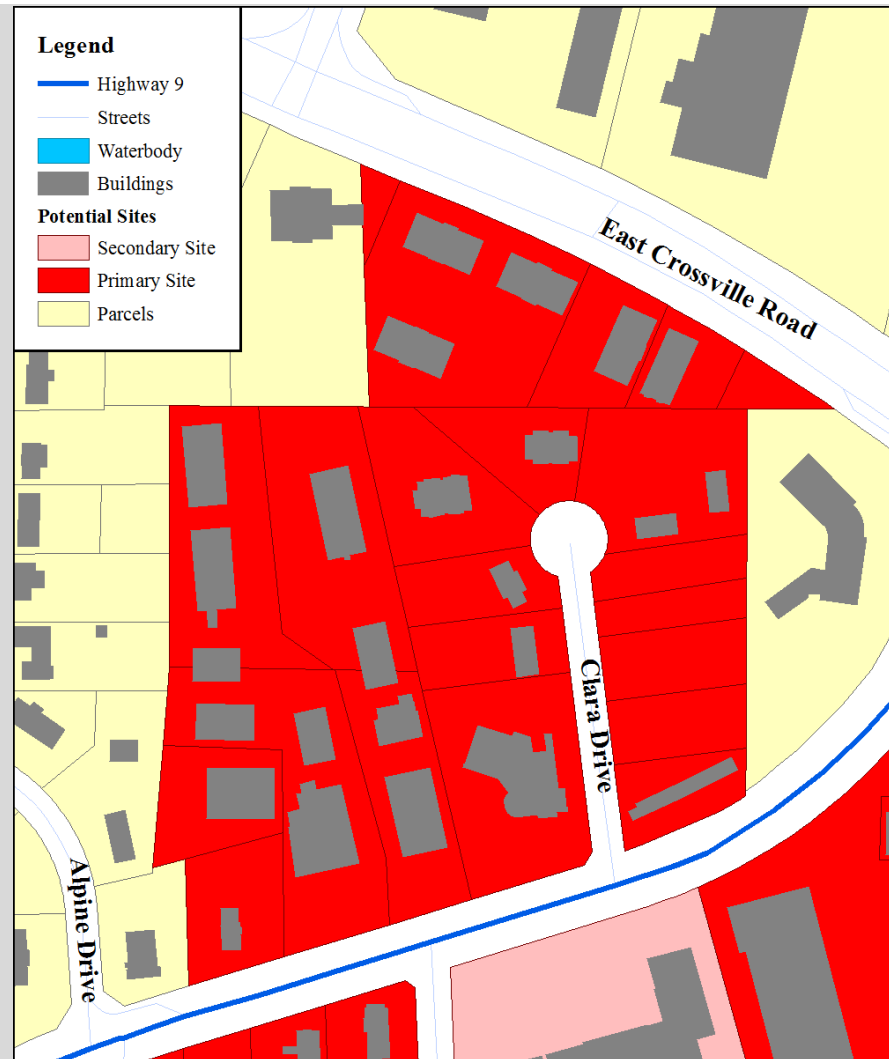 Legend
Highway 9
Streets
Waterbody
Buildings
Potential Sites
Secondary Site
Primary Site
Parcels
East Crossville Road
Clara Drive
Alpine Drive